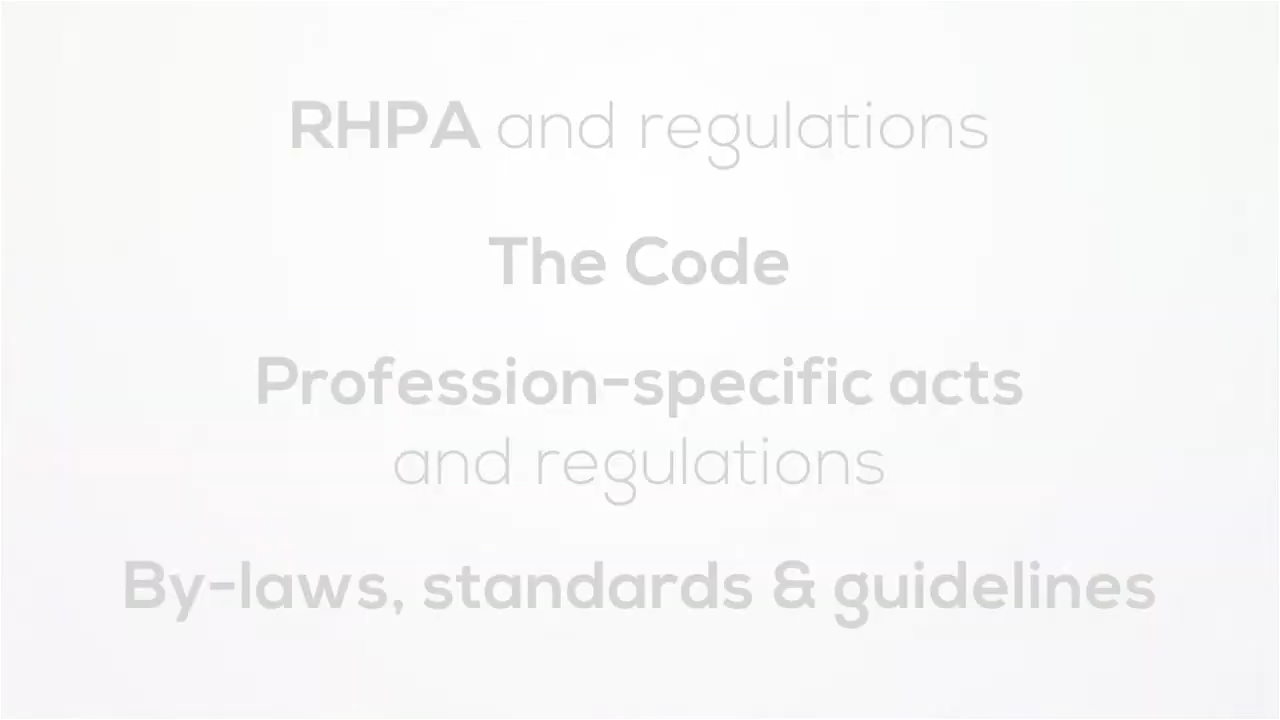 RHPA and regulations
The Code
Profession-specific acts
and regulations
By-laws, standards & guidelines